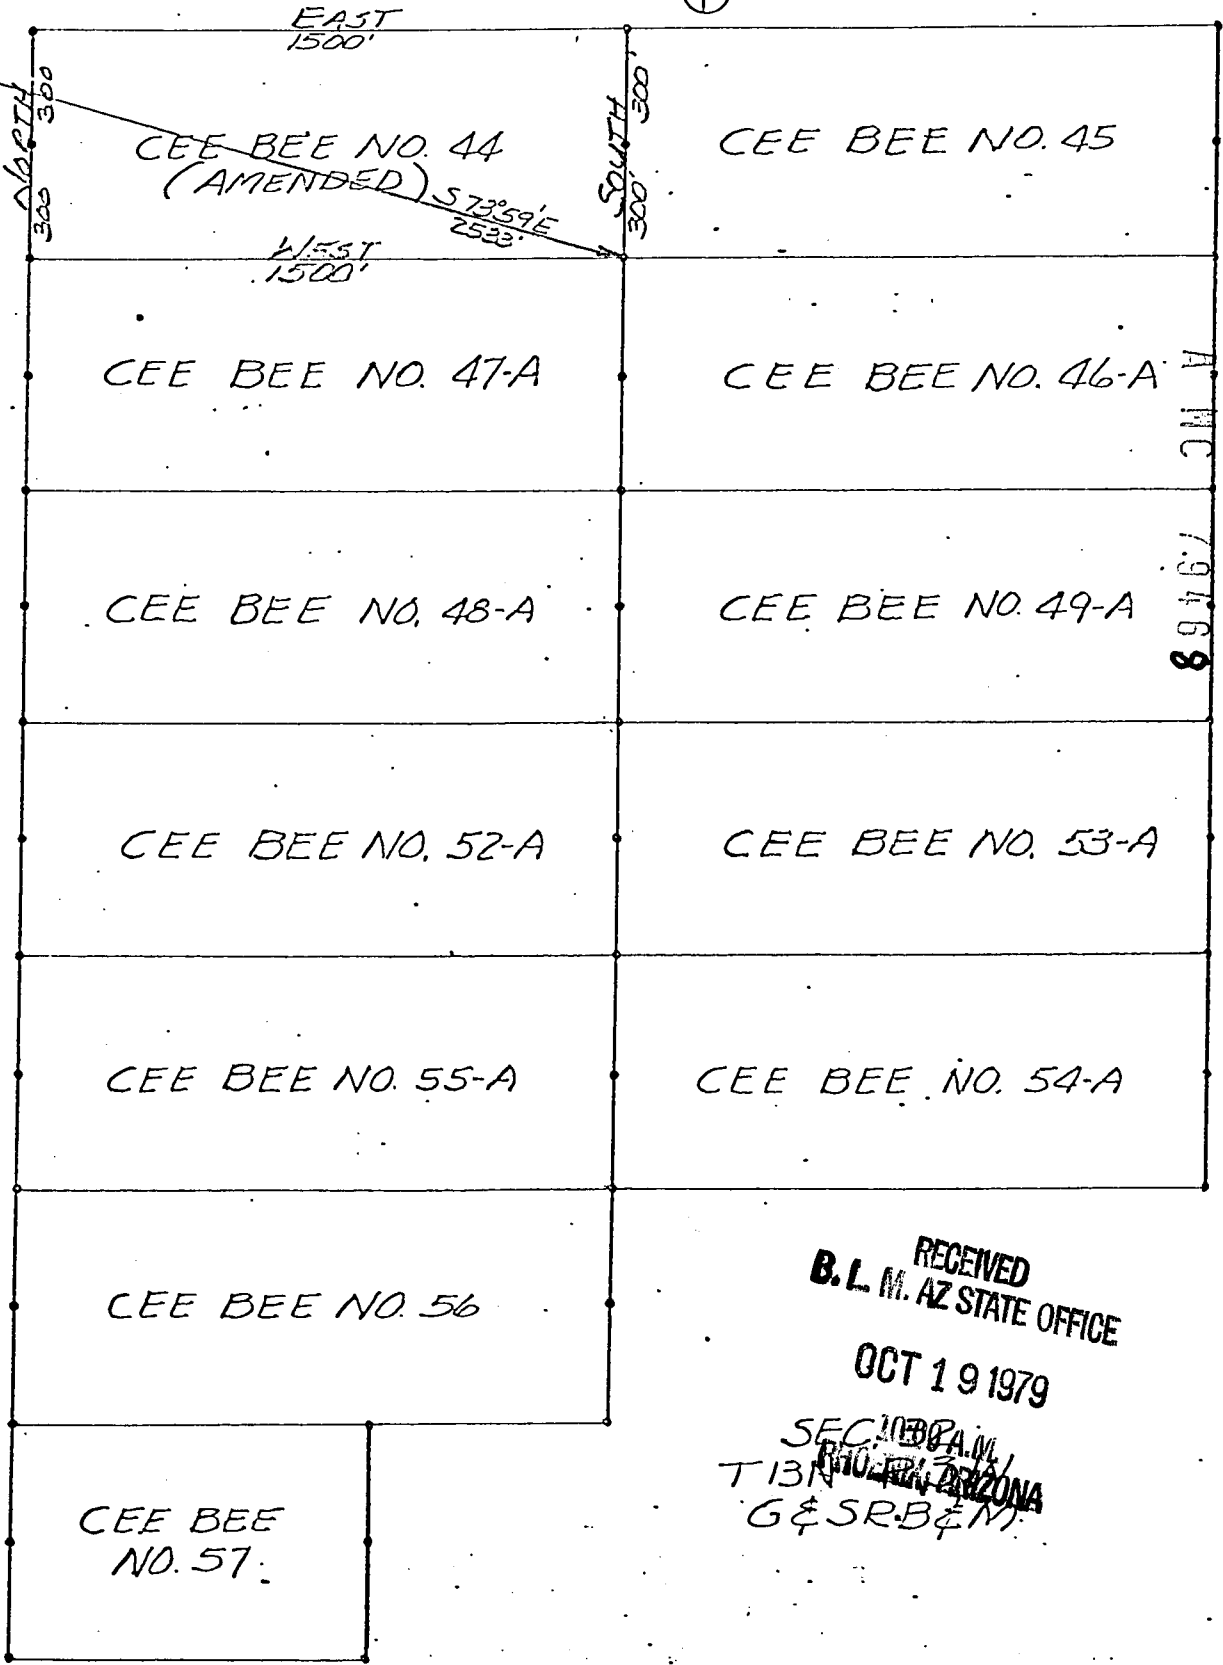 EAST
1500'
NORTH
300
300
SOUTH
300'
300'
CEE BEE NO. 44
(AMENDED)
S 73°59'E
2533'
WEST
1500'
CEE BEE NO. 45
CEE BEE NO. 47-A
CEE BEE NO. 46-A
A MC 79468
CEE BEE NO. 48-A
CEE BEE NO. 49-A
CEE BEE NO. 52-A
CEE BEE NO. 53-A
CEE BEE NO. 55-A
CEE BEE NO. 54-A
CEE BEE NO. 56
RECEIVED
B. L. M. AZ STATE OFFICE
OCT 19 1979
A.M.
PHOENIX, ARIZONA
SEC.
T13N
G & S R. B & M.
CEE BEE
NO. 57